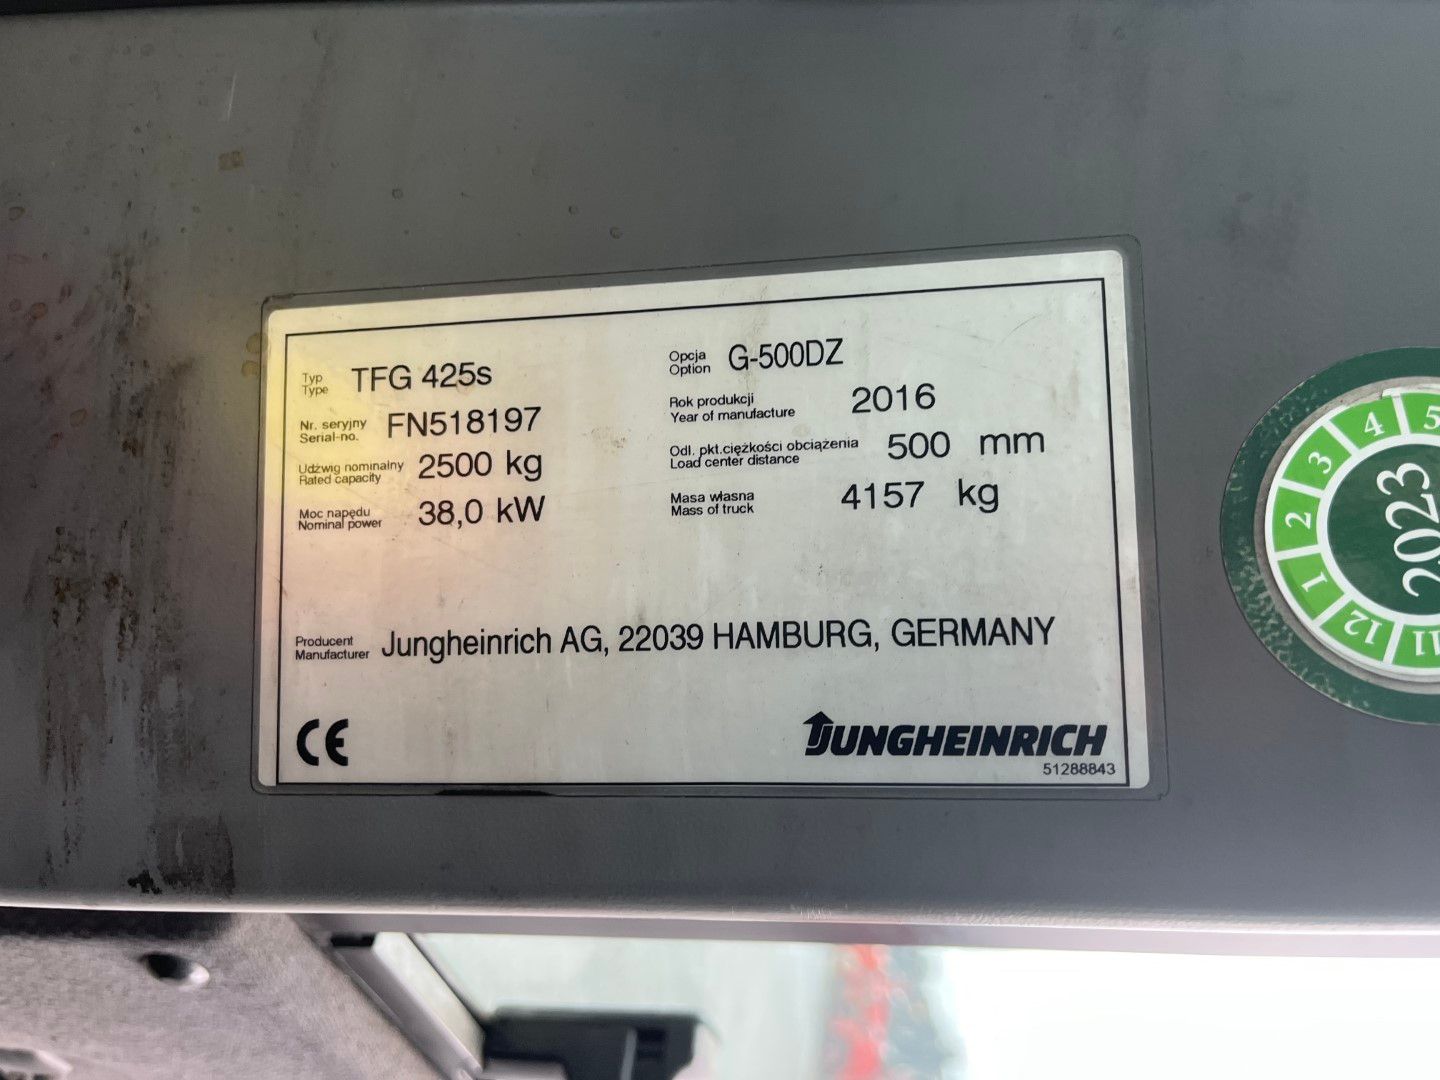 Typ
Type TFG 425s
Opcja
Option G-500DZ
Nr. seryjny
Serial-no. FN518197
Rok produkcji
Year of manufacture 2016
Udźwig nominalny
Rated capacity 2500 kg
Odl. pkt.ciężkości obciążenia
Load center distance 500 mm
Moc napędu
Nominal power 38,0 kW
Masa własna
Mass of truck 4157 kg
Producent
Manufacturer Jungheinrich AG, 22039 HAMBURG, GERMANY
CE
JUNGHEINRICH
51288843
11 12 1 2 3 4 5
2023